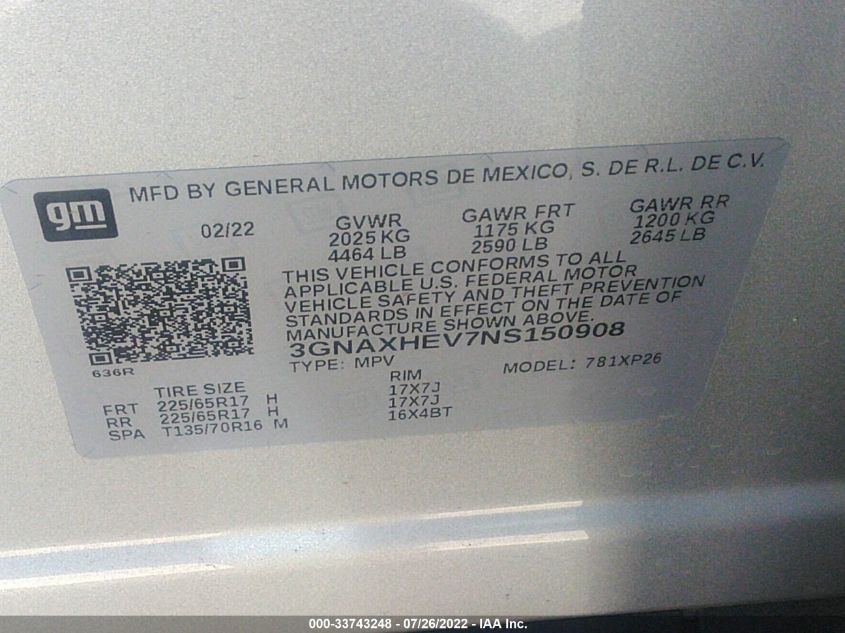 gm
MFD BY GENERAL MOTORS DE MEXICO, S. DE R.L. DE C.V.
02/22 GVWR GAWR FRT GAWR RR
2025 KG 1175 KG 1200 KG
4464 LB 2590 LB 2645 LB
THIS VEHICLE CONFORMS TO ALL
APPLICABLE U.S. FEDERAL MOTOR
VEHICLE SAFETY AND THEFT PREVENTION
STANDARDS IN EFFECT ON THE DATE OF
MANUFACTURE SHOWN ABOVE.
3GNAXHEV7NS150908
636R
TYPE: MPV MODEL: 781XP26
TIRE SIZE RIM
FRT 225/65R17 H 17X7J
RR 225/65R17 H 17X7J
SPA T135/70R16 M 16X4BT
000-33743248 - 07/26/2022 - IAA Inc.